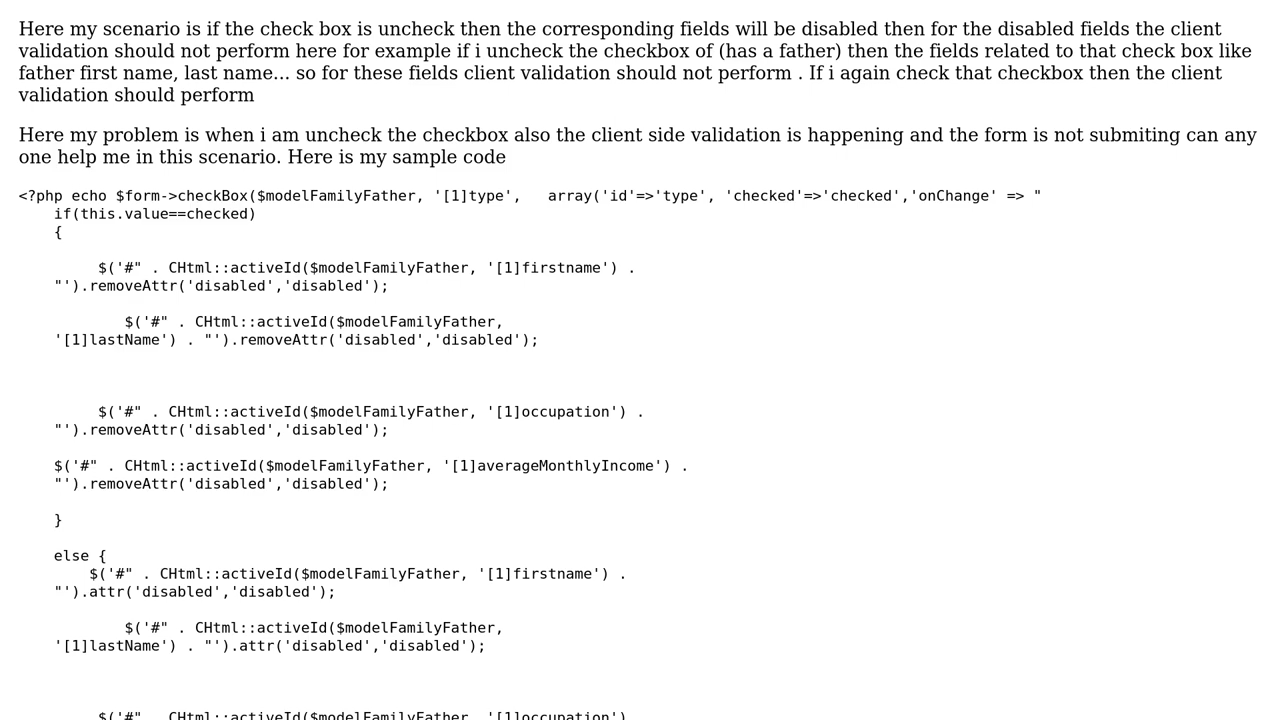 Here my scenario is if the check box is uncheck then the corresponding fields will be disabled then for the disabled fields the client
validation should not perform here for example if i uncheck the checkbox of (has a father) then the fields related to that check box like
father first name, last name... so for these fields client validation should not perform . If i again check that checkbox then the client
validation should perform
Here my problem is when i am uncheck the checkbox also the client side validation is happening and the form is not submiting can any
one help me in this scenario. Here is my sample code
<?php echo $form->checkBox($modelFamilyFather, '[1]type',   array('id'=>'type', 'checked'=>'checked','onChange' => "
    if(this.value==checked)
    {
         $('#" . CHtml::activeId($modelFamilyFather, '[1]firstname') .
    "').removeAttr('disabled','disabled');
            $('#" . CHtml::activeId($modelFamilyFather,
    '[1]lastName') . "').removeAttr('disabled','disabled');
         $('#" . CHtml::activeId($modelFamilyFather, '[1]occupation') .
    "').removeAttr('disabled','disabled');
    $('#" . CHtml::activeId($modelFamilyFather, '[1]averageMonthlyIncome') .
    "').removeAttr('disabled','disabled');
    }
    else {
        $('#" . CHtml::activeId($modelFamilyFather, '[1]firstname') .
    "').attr('disabled','disabled');
            $('#" . CHtml::activeId($modelFamilyFather,
    '[1]lastName') . "').attr('disabled','disabled');
         $('#" . CHtml::activeId($modelFamilyFather, '[1]occupation')